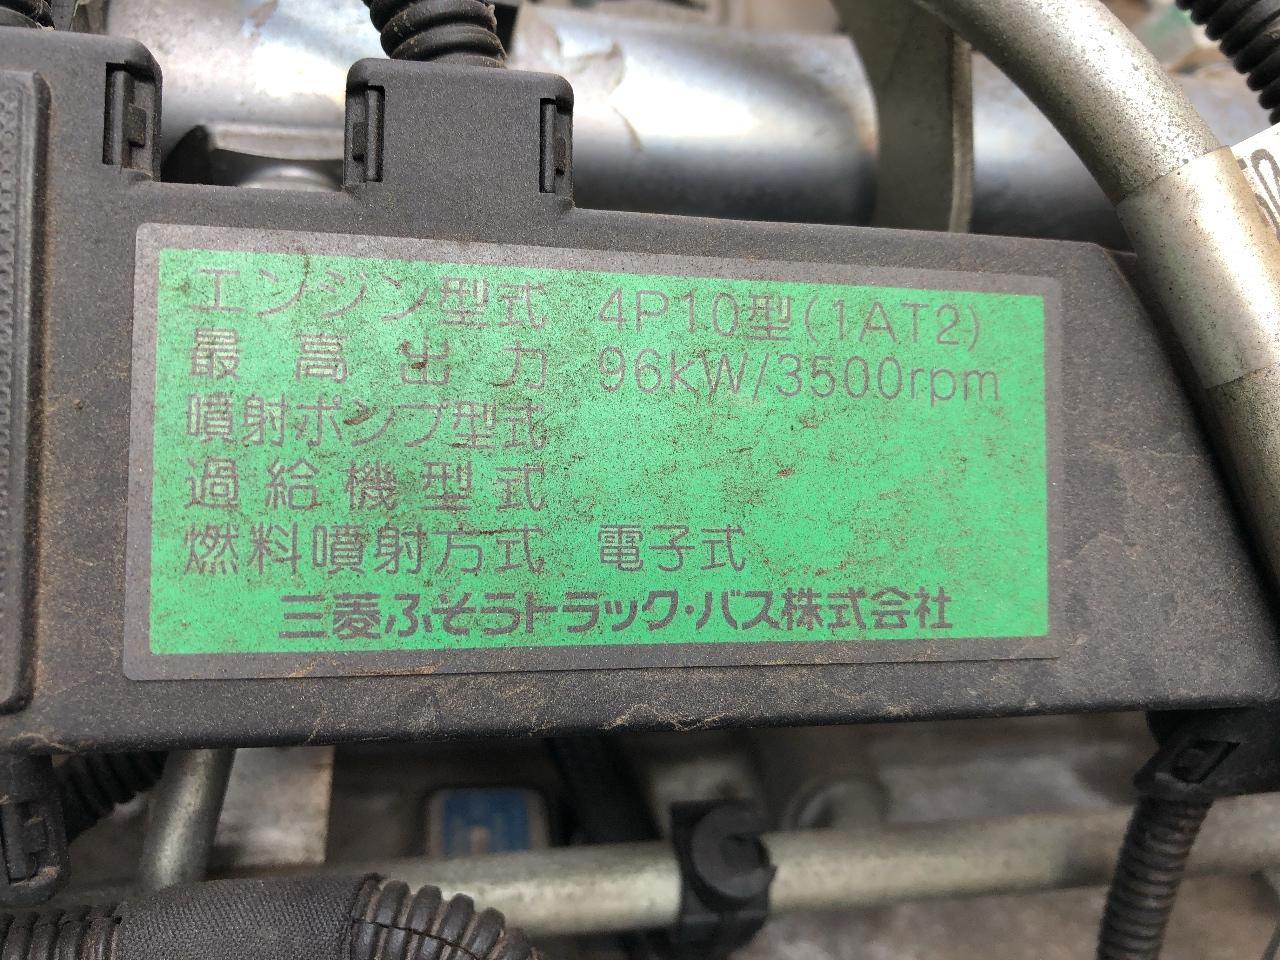 エンジン型式 4P10型(1AT2)
最高出力 96kW/3500rpm
噴射ポンプ型式
過給機型式
燃料噴射方式 電子式
三菱ふそうトラック・バス株式会社